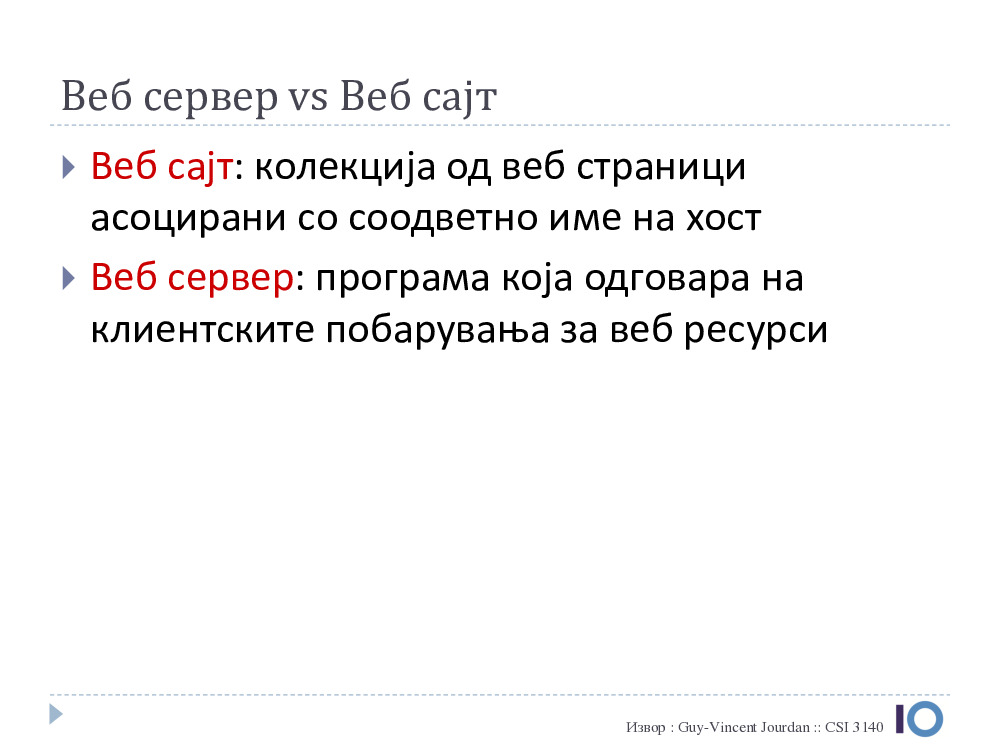 Веб сервер vs Веб сајт
Веб сајт: колекција од веб страници
асоцирани со соодветно име на хост
Веб сервер: програма која одговара на
клиентските побарувања за веб ресурси
Извор : Guy-Vincent Jourdan :: CSI 3140